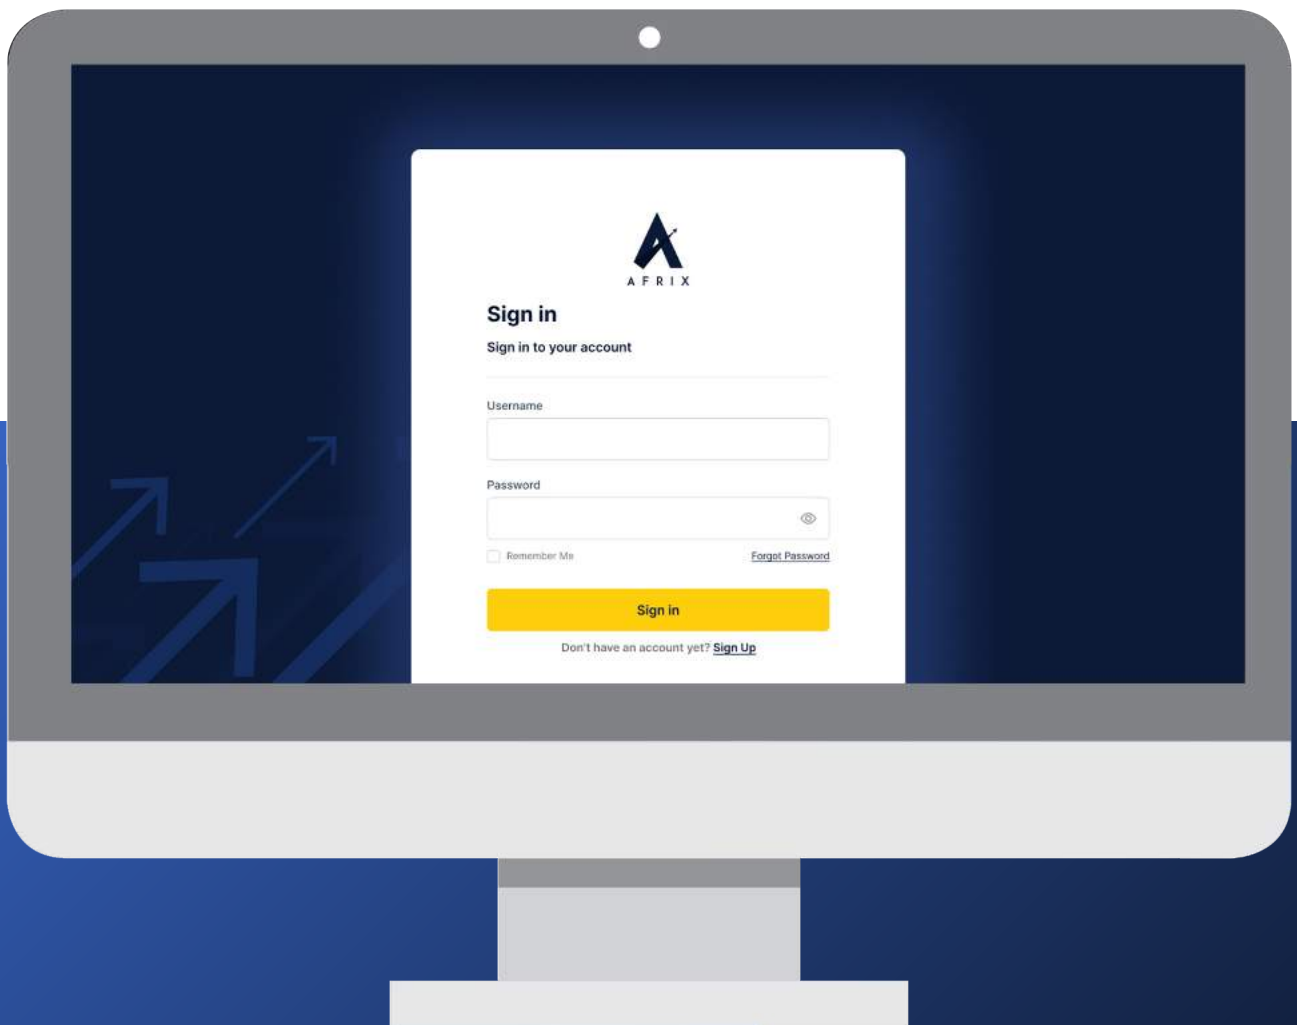 AFRIX
Sign in
Sign in to your account
Username
Password
Remember Me
Forgot Password
Sign in
Don't have an account yet? Sign Up